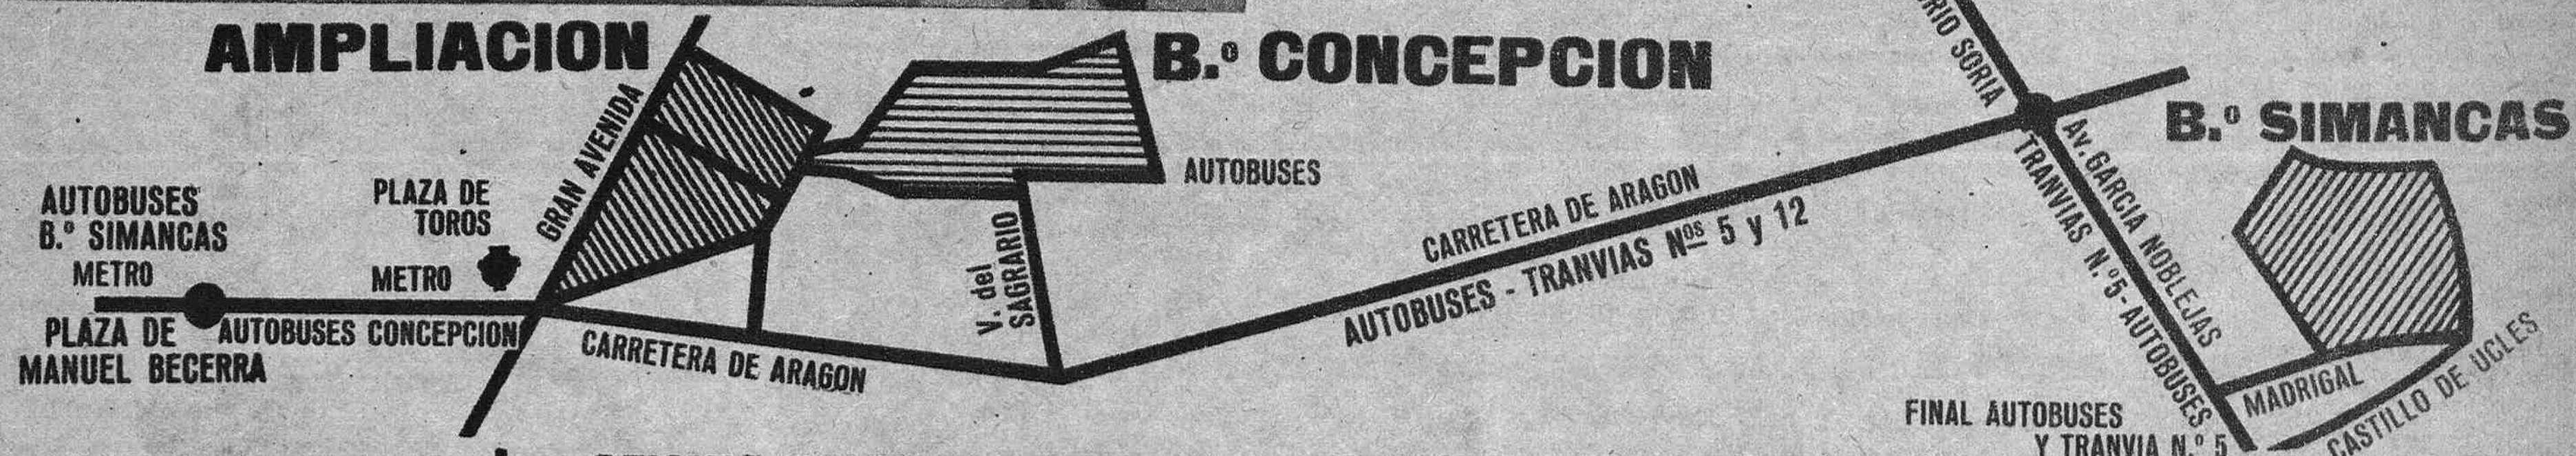 AMPLIACION
B.º CONCEPCION
B.º SIMANCAS
GRAN AVENIDA
AUTOBUSES
B.º SIMANCAS
METRO
PLAZA DE
TOROS
METRO
PLAZA DE
MANUEL BECERRA
AUTOBUSES CONCEPCION
CARRETERA DE ARAGON
V. del
SAGRARIO
AUTOBUSES
CARRETERA DE ARAGON
AUTOBUSES - TRANVIAS Nos 5 y 12
SORIA
AV. GARCIA NOBLEJAS
TRANVIAS N.º 5-AUTOBUSES
MADRIGAL
CASTILLO DE UCLES
FINAL AUTOBUSES
Y TRANVIA N.º 5